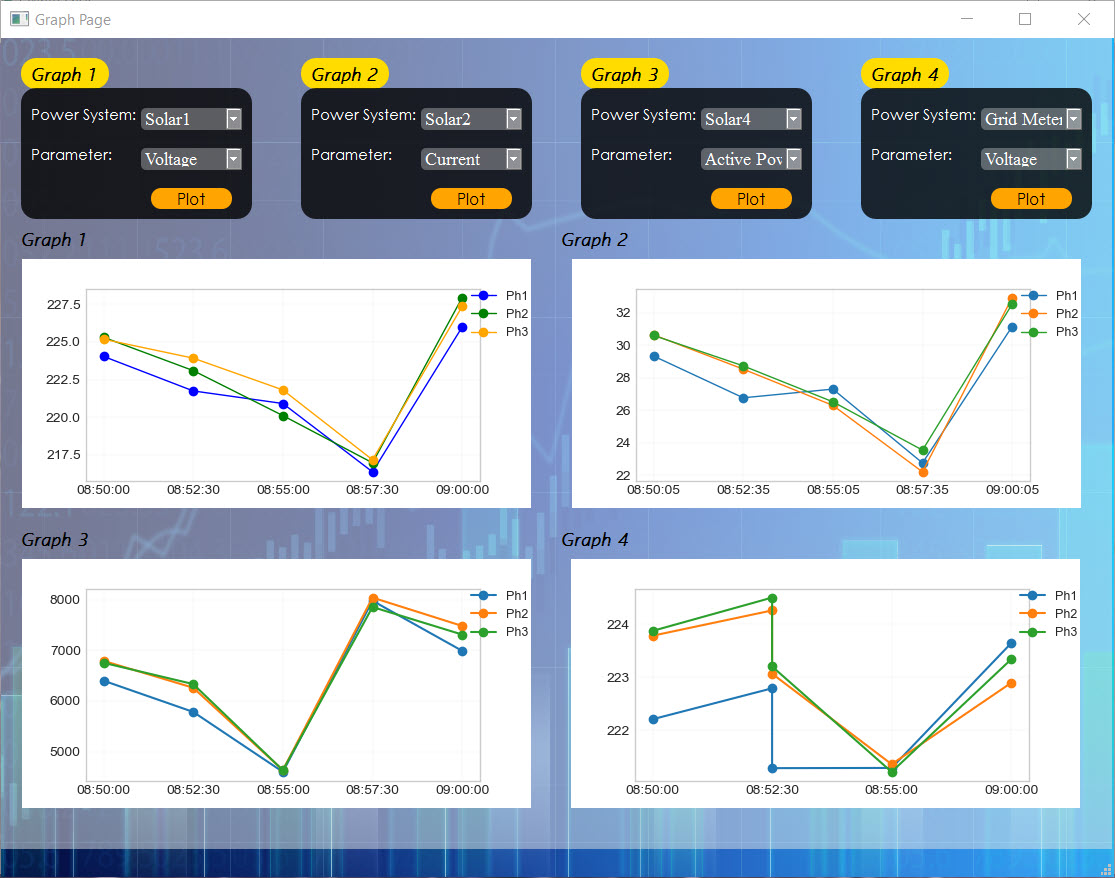 Graph Page
Graph 1
Graph 2
Graph 3
Graph 4
Power System: Solar1
Power System: Solar2
Power System: Solar4
Power System: Grid Meter
Parameter: Voltage
Parameter: Current
Parameter: Active Pov
Parameter: Voltage
Plot
Plot
Plot
Plot
Graph 1
227.5
225.0
222.5
220.0
217.5
08:50:00 08:52:30 08:55:00 08:57:30 09:00:00
Ph1
Ph2
Ph3
Graph 2
32
30
28
26
24
22
08:50:05 08:52:35 08:55:05 08:57:35 09:00:05
Ph1
Ph2
Ph3
Graph 3
8000
7000
6000
5000
08:50:00 08:52:30 08:55:00 08:57:30 09:00:00
Ph1
Ph2
Ph3
Graph 4
224
223
222
08:50:00 08:52:30 08:55:00 09:00:00
Ph1
Ph2
Ph3